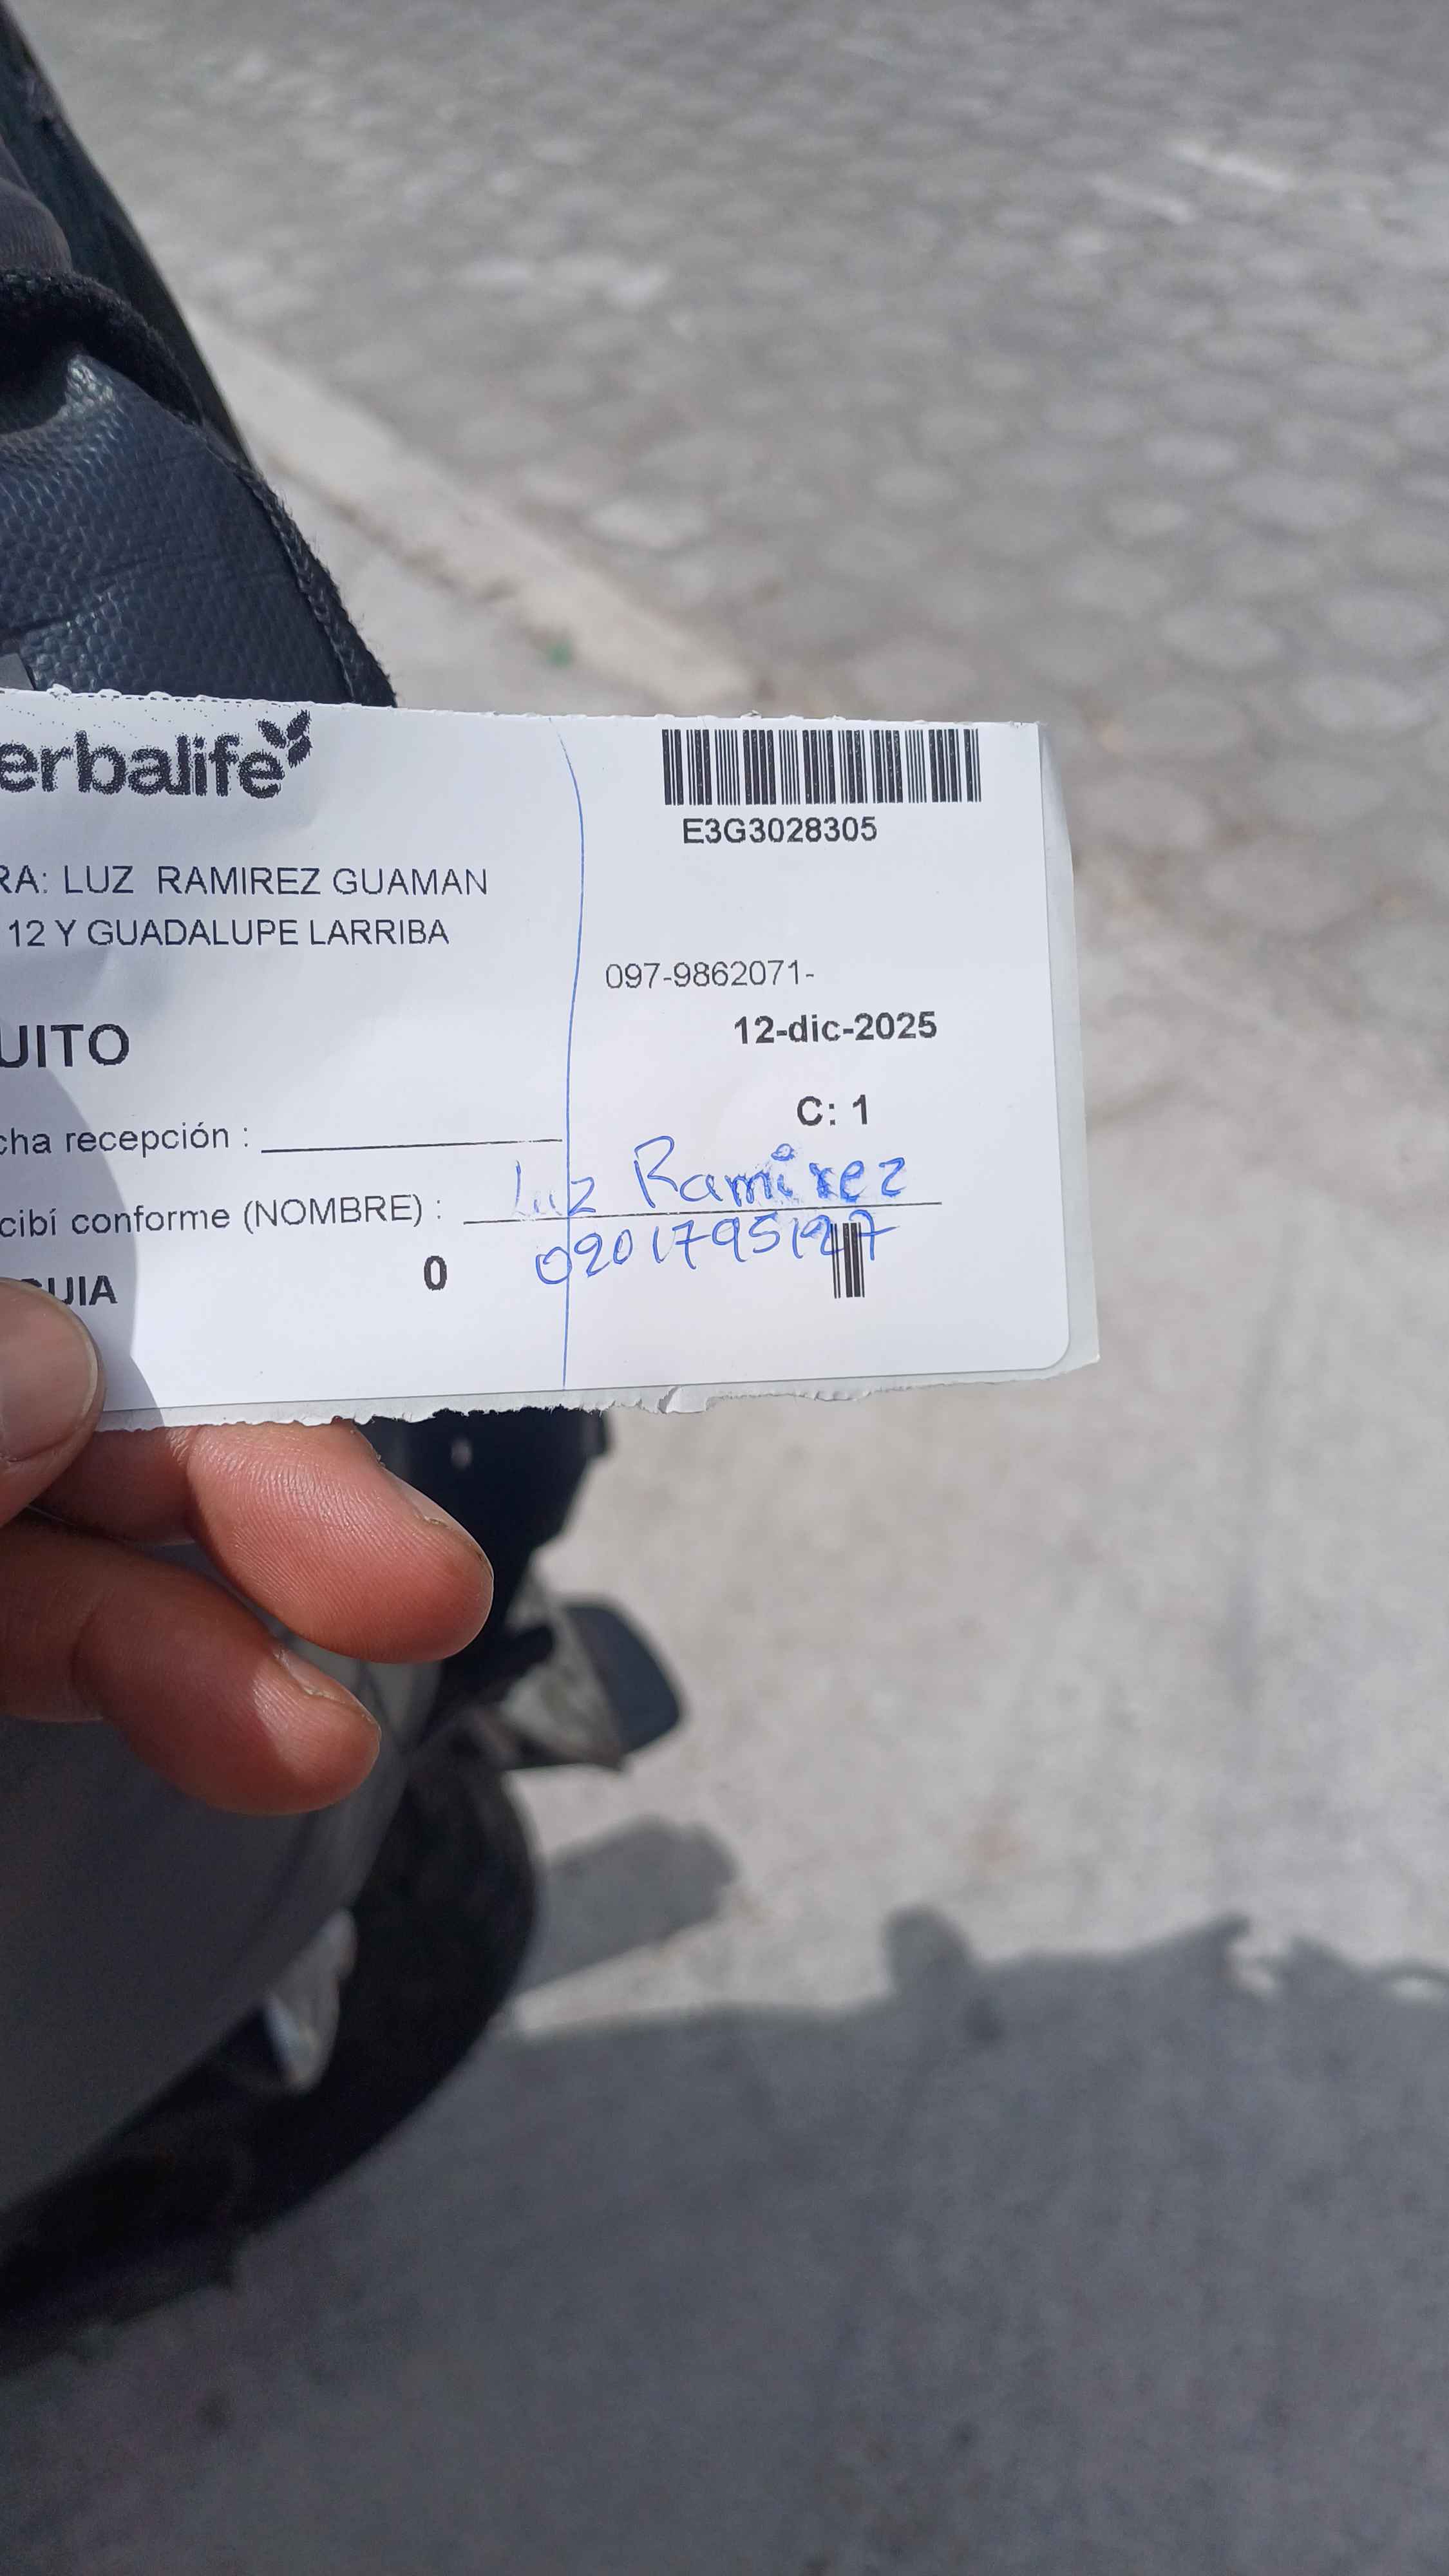 erbalife
E3G3028305
RA: LUZ RAMIREZ GUAMAN
12 Y GUADALUPE LARRIBA
097-9862071-
12-dic-2025
UITO
C: 1
cha recepción :
cibí conforme (NOMBRE) : Luz Ramirez
UIA 0